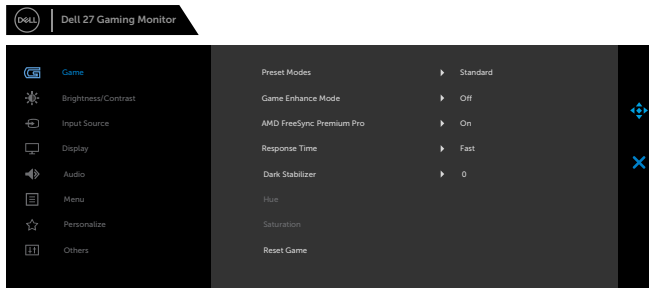 DELL Dell 27 Gaming Monitor
Game Preset Modes Standard
Brightness/Contrast Game Enhance Mode Off
Input Source AMD FreeSync Premium Pro On
Display Response Time Fast
Audio Dark Stabilizer 0
Menu Hue
Personalize Saturation
Others Reset Game